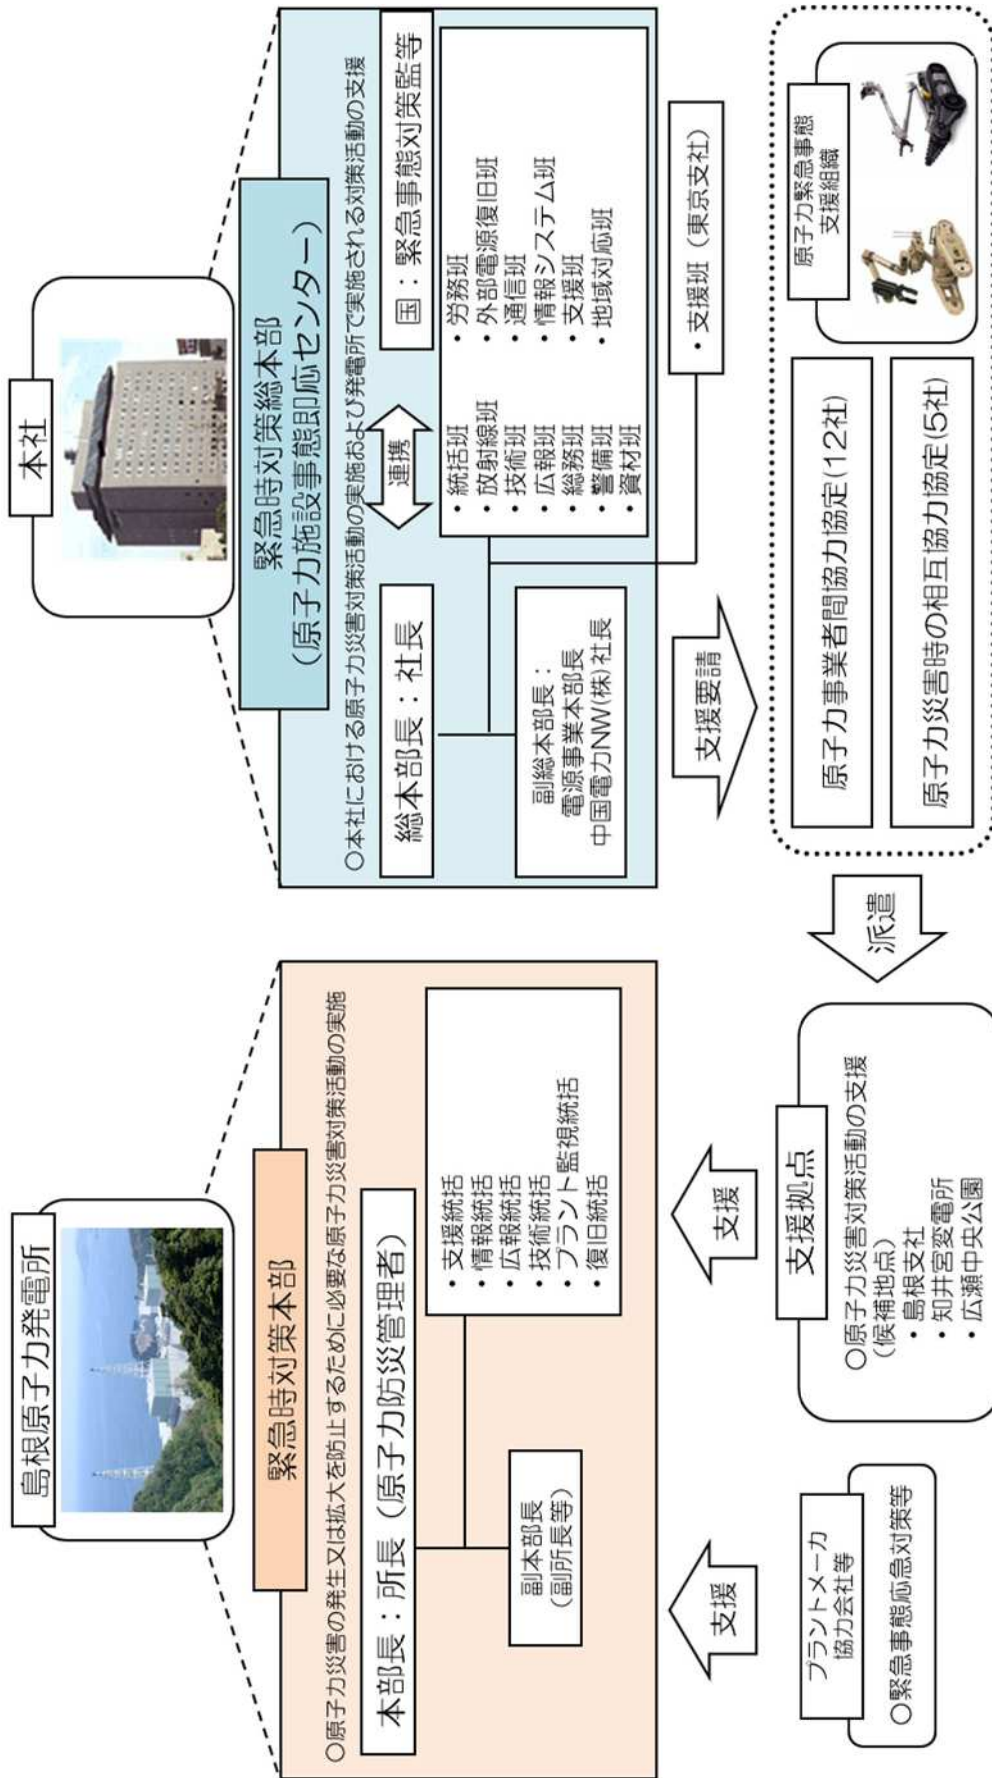 島根原子力発電所
緊急時対策本部
○原子力災害の発生又は拡大を防止するために必要な原子力災害対策活動の実施
本部長：所長（原子力防災管理者）
副本部長
（副所長等）
・支援統括
・情報統括
・広報統括
・技術統括
・プラント監視統括
・復旧統括
支援
支援
プラントメーカ
協力会社等
○緊急事態応急対策等
支援拠点
○原子力災害対策活動の支援
（候補地点）
・島根支社
・知井宮変電所
・広瀬中央公園
本社
緊急時対策総本部
（原子力施設事態即応センター）
○本社における原子力災害対策活動の実施および発電所で実施される対策活動の支援
総本部長：社長
連携
国：緊急事態対策監等
副総本部長：
電源事業本部長
中国電力NW(株)社長
・統括班
・放射線班
・技術班
・広報班
・総務班
・警備班
・資材班
・労務班
・外部電源復旧班
・通信班
・情報システム班
・支援班
・地域対応班
・支援班（東京支社）
支援要請
派遣
原子力事業者間協力協定(12社)
原子力災害時の相互協力協定(5社)
原子力緊急事態
支援組織